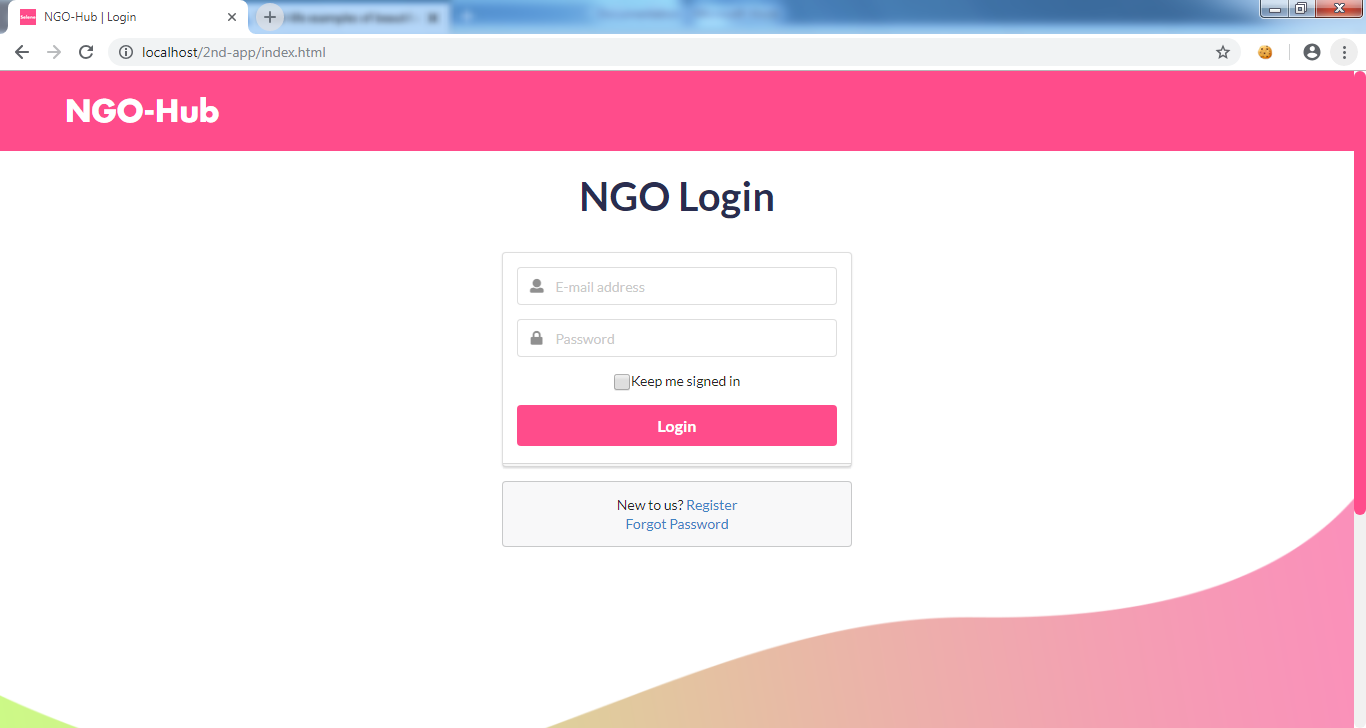 NGO-Hub | Login
localhost/2nd-app/index.html
NGO-Hub
NGO Login
E-mail address
Password
Keep me signed in
Login
New to us? Register
Forgot Password